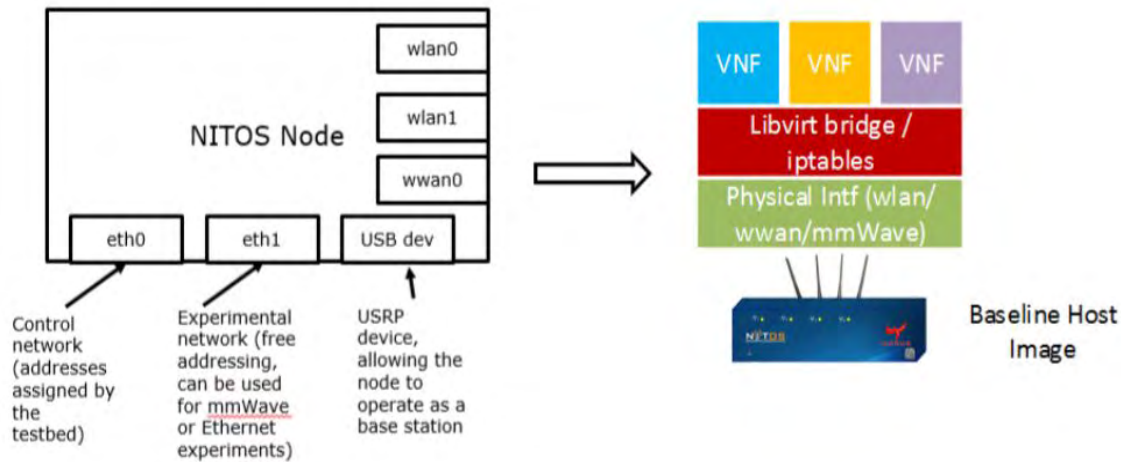 wlan0
wlan1
wwan0
NITOS Node
eth0
eth1
USB dev
Control
network
(addresses
assigned by
the
testbed)
Experimental
network (free
addressing,
can be used
for mmWave
or Ethernet
experiments)
USRP
device,
allowing the
node to
operate as a
base station
VNF
VNF
VNF
Libvirt bridge /
iptables
Physical Intf (wlan/
wwan/mmWave)
NITOS
Baseline Host
Image